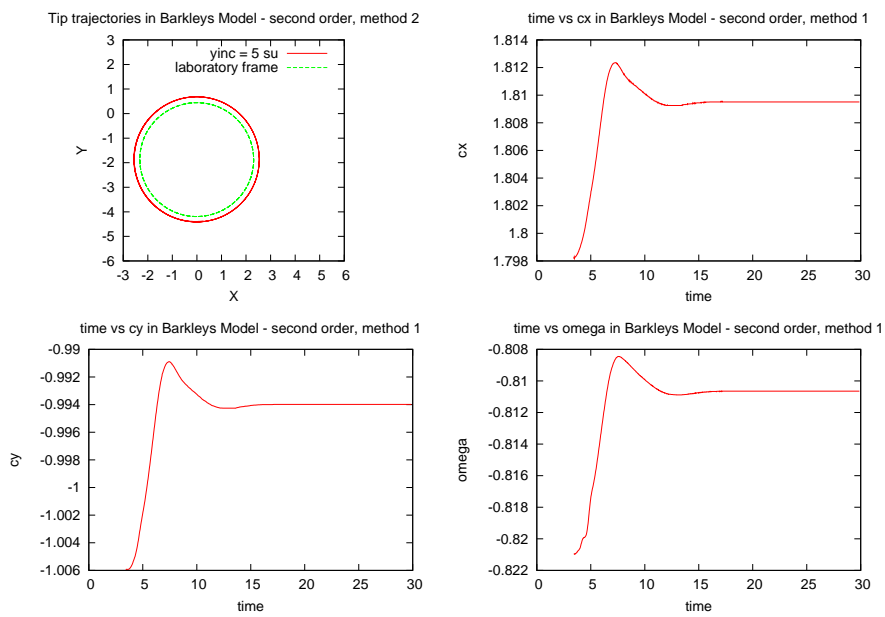 Tip trajectories in Barkleys Model - second order, method 2
3
2
1
0
-1
-2
-3
-4
-5
-6
Y
yinc = 5 su
laboratory frame
-3 -2 -1 0 1 2 3 4 5 6
X
time vs cx in Barkleys Model - second order, method 1
1.814
1.812
1.81
1.809
1.806
1.804
1.802
1.8
1.798
cx
0 5 10 15 20 25 30
time
time vs cy in Barkleys Model - second order, method 1
-0.99
-0.992
-0.994
-0.996
-0.998
-1
-1.002
-1.004
-1.006
cy
0 5 10 15 20 25 30
time
time vs omega in Barkleys Model - second order, method 1
-0.808
-0.81
-0.812
-0.814
-0.816
-0.818
-0.82
-0.822
omega
0 5 10 15 20 25 30
time